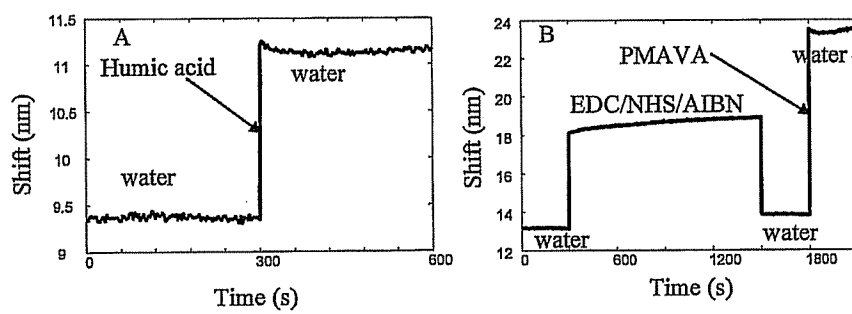 A
11.5
11
10.5
10
9.5
9
Shift (nm)
Humic acid
water
water
0
300
600
Time (s)
B
24
22
20
18
16
14
12
Shift (nm)
PMAVA
water
EDC/NHS/AIBN
water
water
0
600
1200
1800
Time (s)